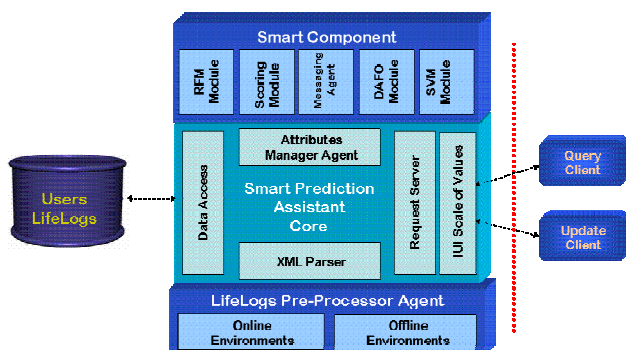 Smart Component
RFM
Module
Scoring
Module
Messaging
Agent
DAFO
Module
SVM
Module
Users
LifeLogs
Data Access
Attributes
Manager Agent
Smart Prediction
Assistant
Core
XML Parser
Request Server
IUI Scale of Values
Query
Client
Update
Client
LifeLogs Pre-Processor Agent
Online
Environments
Offline
Environments